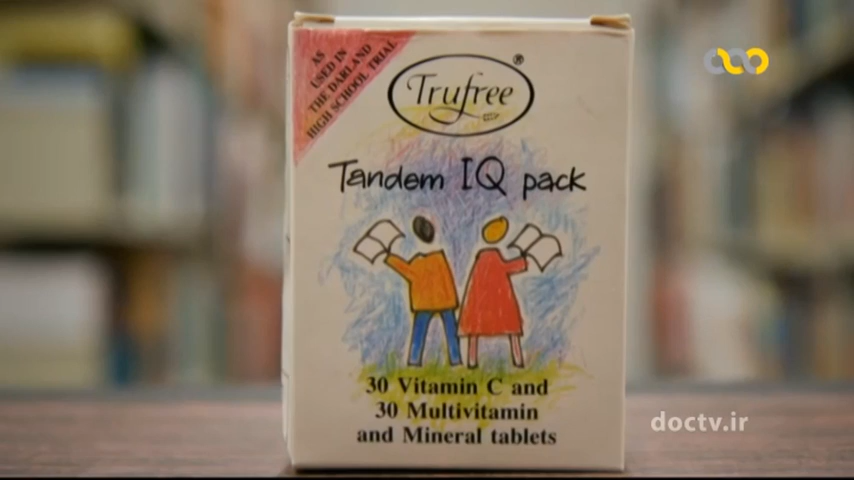 AS
USED IN
THE DARLAND
HIGH SCHOOL TRIAL
Trufree®
Tandem IQ pack
30 Vitamin C and
30 Multivitamin
and Mineral tablets
doctv.ir